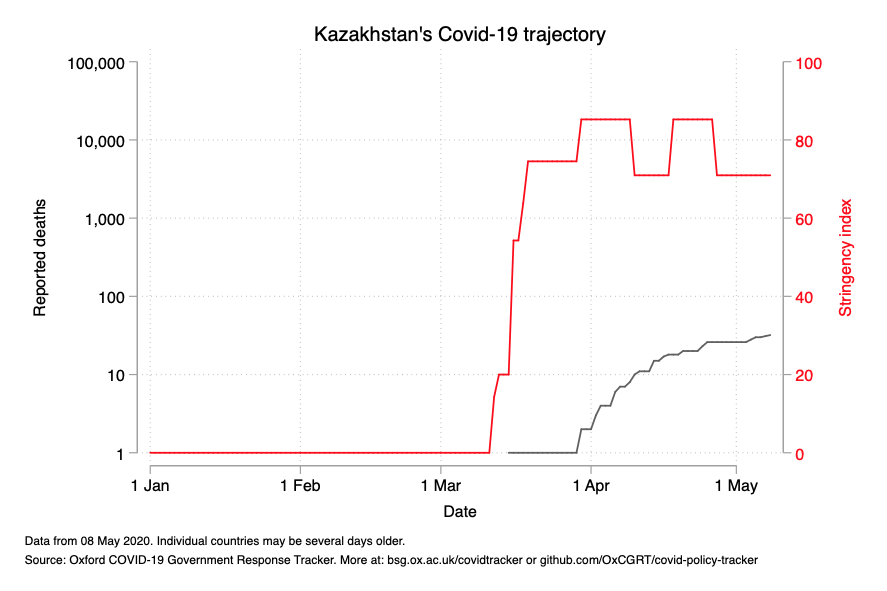 Kazakhstan's Covid-19 trajectory
100,000
10,000
1,000
100
10
1
Reported deaths
100
80
60
40
20
0
Stringency index
1 Jan
1 Feb
1 Mar
1 Apr
1 May
Date
Data from 08 May 2020. Individual countries may be several days older.
Source: Oxford COVID-19 Government Response Tracker. More at: bsg.ox.ac.uk/covidtracker or github.com/OxCGRT/covid-policy-tracker